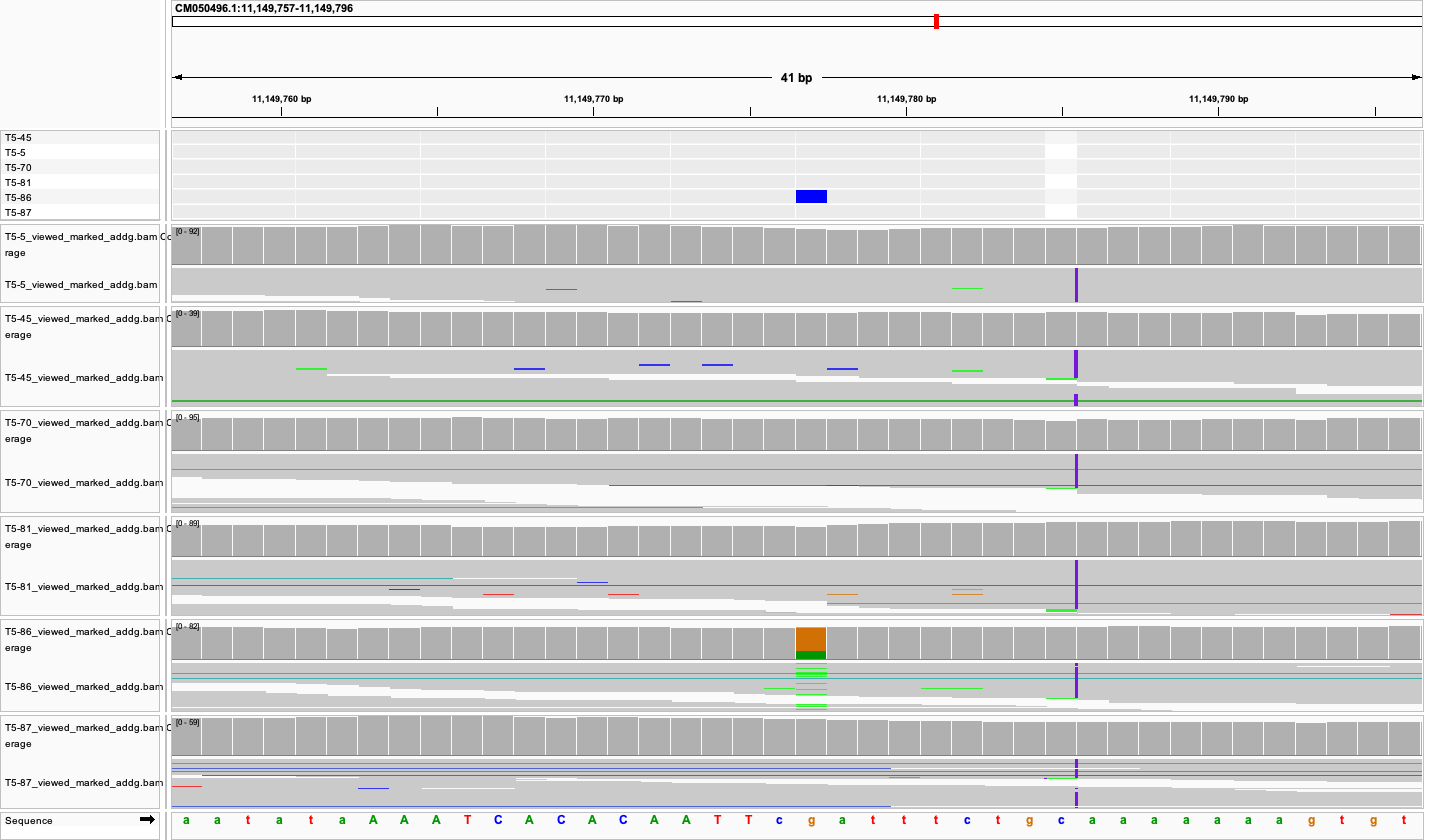 CM050496.1:11,149,757-11,149,796
41 bp
11,149,760 bp 11,149,770 bp 11,149,780 bp 11,149,790 bp
T5-45
T5-5
T5-70
T5-81
T5-86
T5-87
T5-5_viewed_marked_addg.bam Co
rage
[0 - 92]
T5-5_viewed_marked_addg.bam
T5-45_viewed_marked_addg.bam C
erage
[0 - 39]
T5-45_viewed_marked_addg.bam
T5-70_viewed_marked_addg.bam C
erage
[0 - 95]
T5-70_viewed_marked_addg.bam
T5-81_viewed_marked_addg.bam C
erage
[0 - 89]
T5-81_viewed_marked_addg.bam
T5-86_viewed_marked_addg.bam C
erage
[0 - 82]
T5-86_viewed_marked_addg.bam
T5-87_viewed_marked_addg.bam C
erage
[0 - 59]
T5-87_viewed_marked_addg.bam
Sequence a a t a t a A A A T C A C A C A A T T c g a t t t c t g c a a a a a a a g t g t